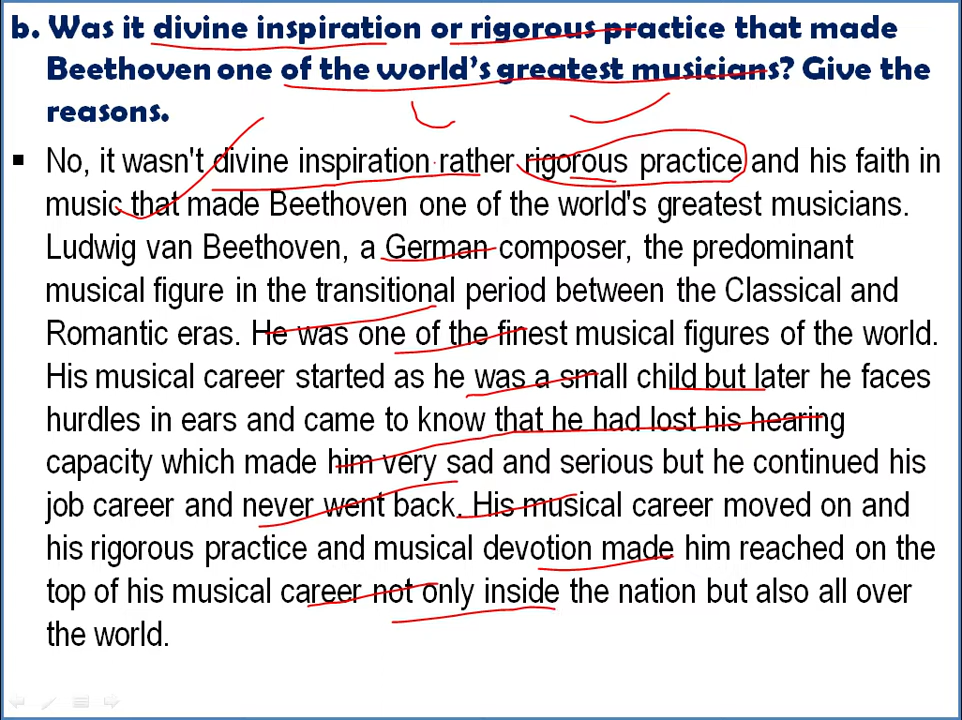 b. Was it divine inspiration or rigorous practice that made
Beethoven one of the world's greatest musicians? Give the
reasons.
▪ No, it wasn't divine inspiration rather rigorous practice and his faith in
music that made Beethoven one of the world's greatest musicians.
Ludwig van Beethoven, a German composer, the predominant
musical figure in the transitional period between the Classical and
Romantic eras. He was one of the finest musical figures of the world.
His musical career started as he was a small child but later he faces
hurdles in ears and came to know that he had lost his hearing
capacity which made him very sad and serious but he continued his
job career and never went back. His musical career moved on and
his rigorous practice and musical devotion made him reached on the
top of his musical career not only inside the nation but also all over
the world.